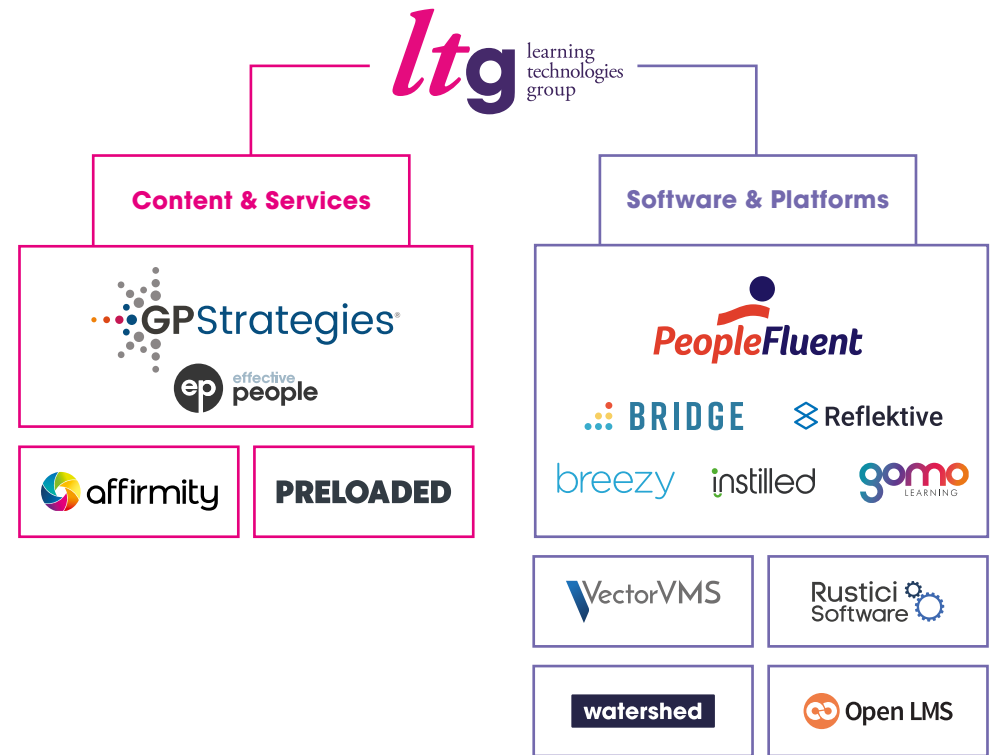 ltg learning
technologies
group
Content & Services
GPStrategies®
ep effective
people
affirmity
PRELOADED
Software & Platforms
PeopleFluent
BRIDGE
Reflektive
breezy
instilled
gomo
LEARNING
VectorVMS
Rustici
Software
watershed
Open LMS